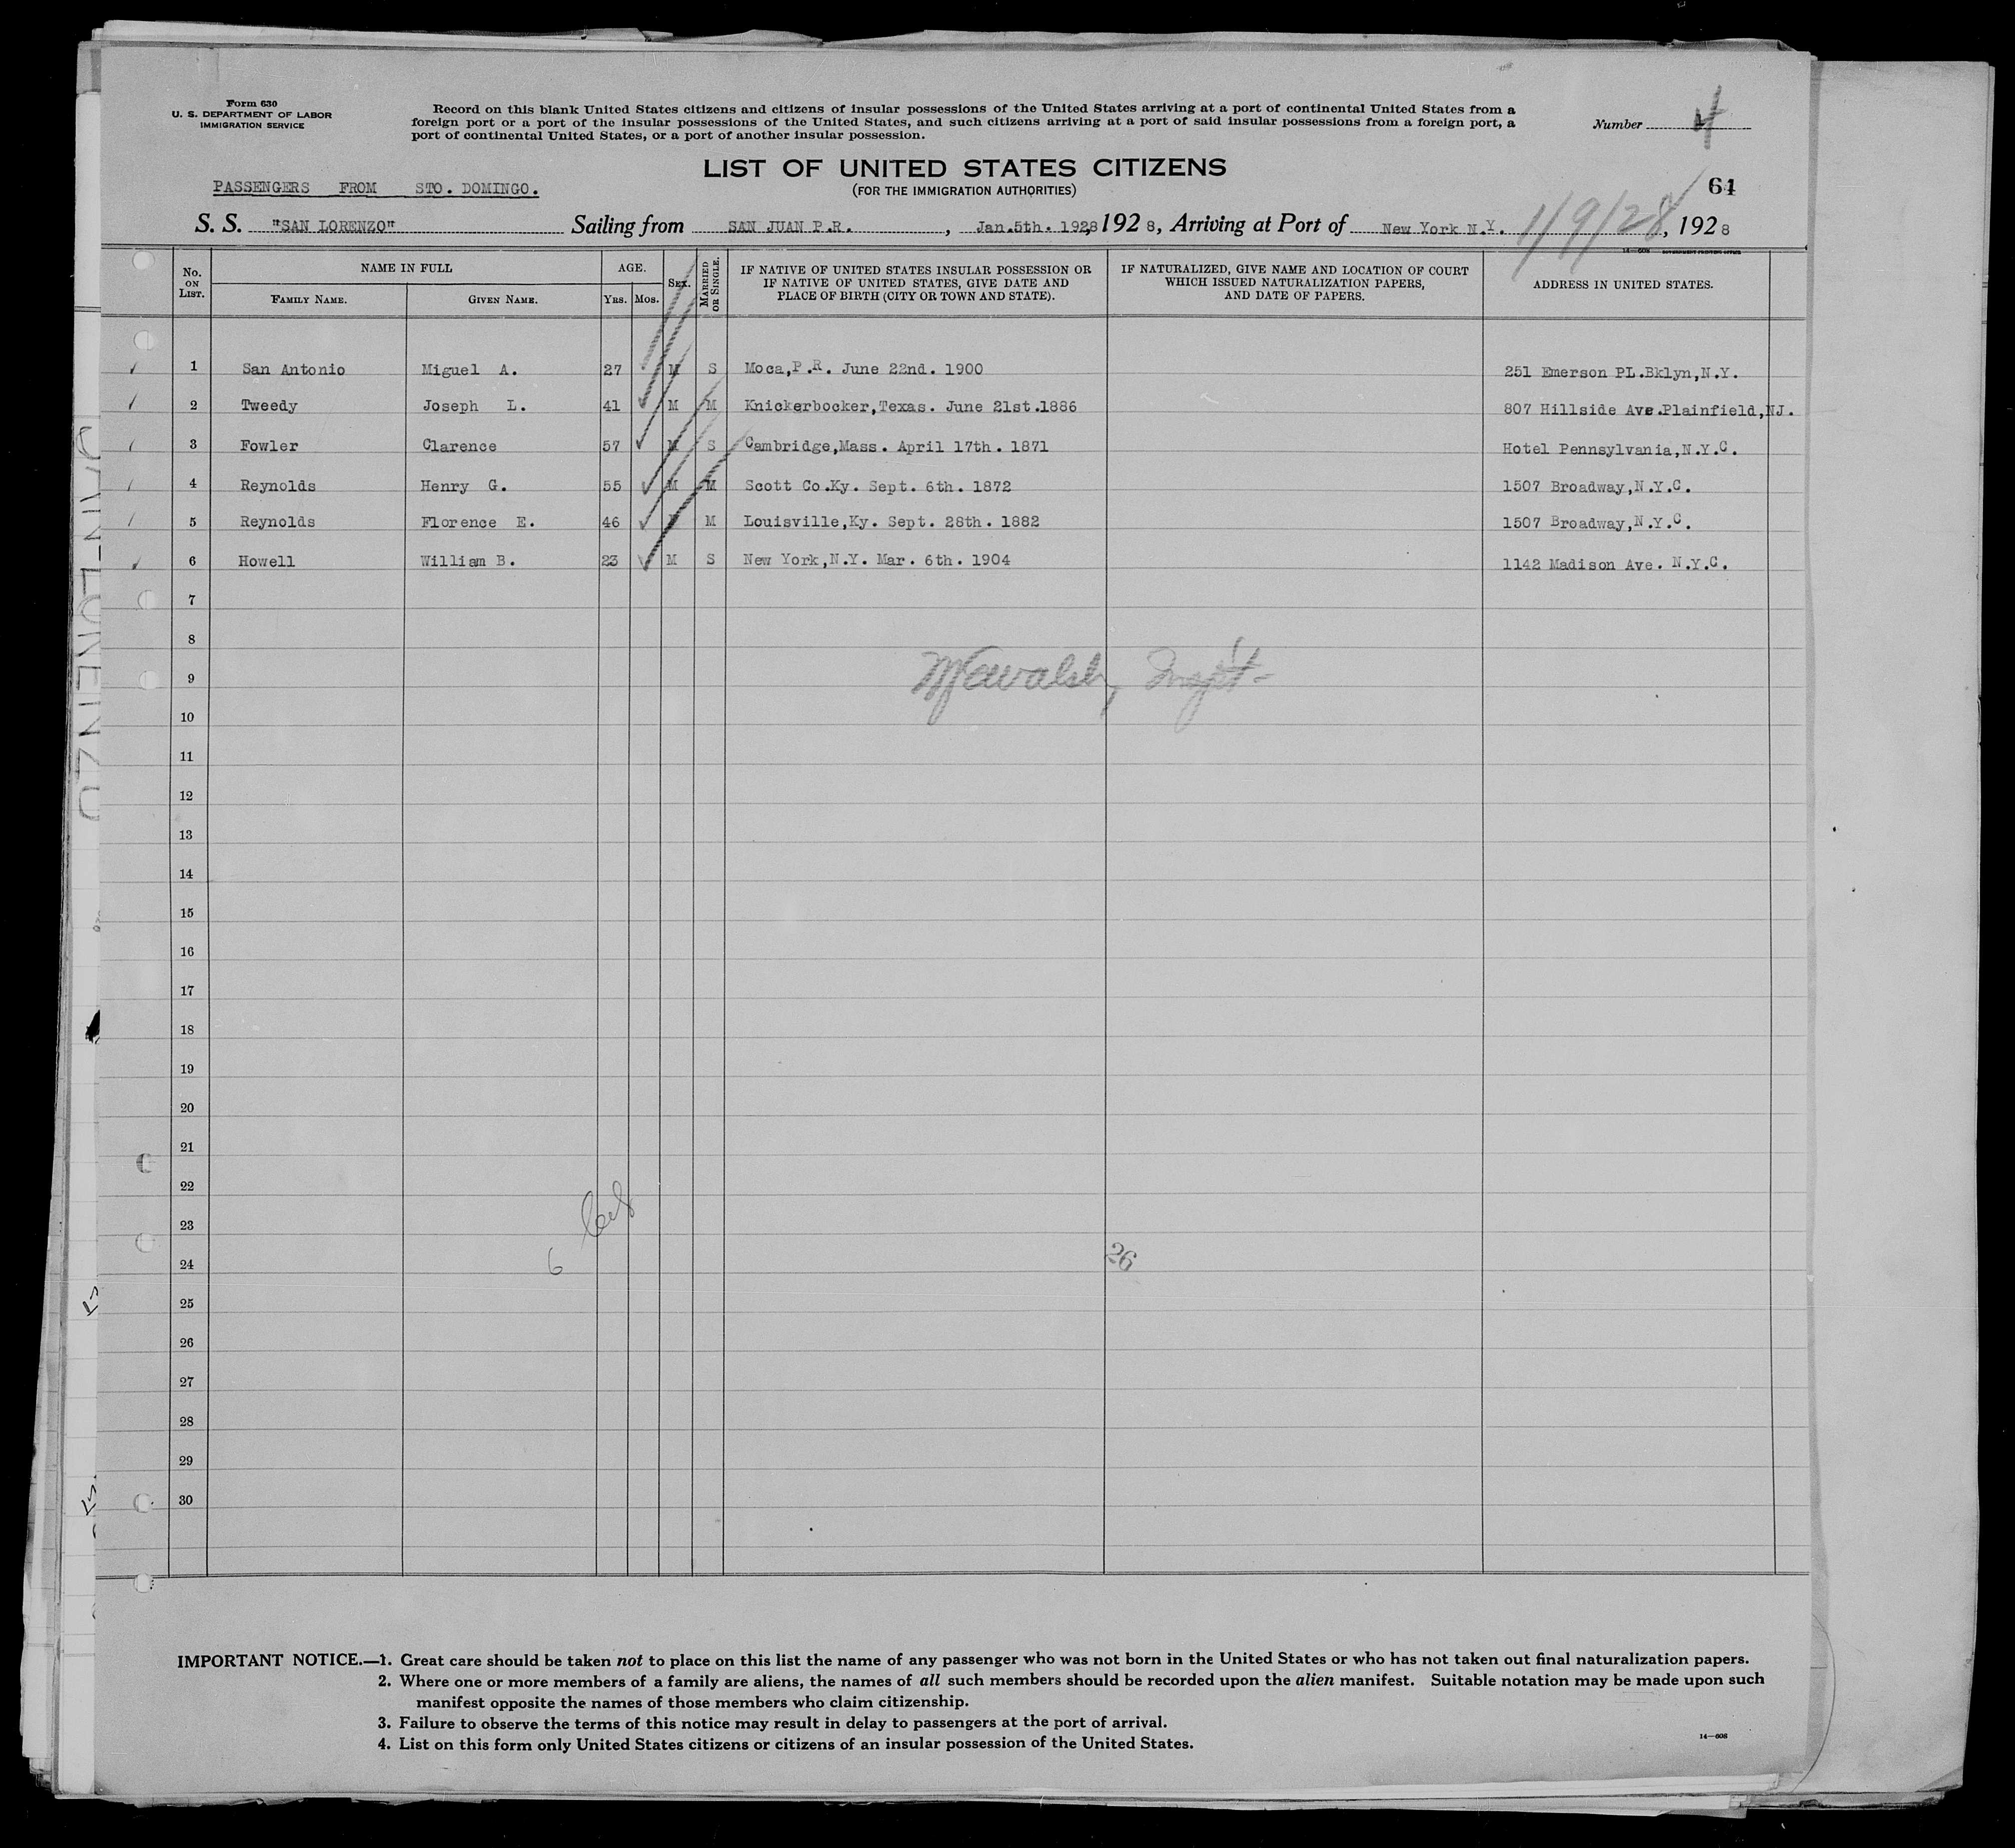 Form 630
U. S. DEPARTMENT OF LABOR
IMMIGRATION SERVICE
Record on this blank United States citizens and citizens of insular possessions of the United States arriving at a port of continental United States from a
foreign port or a port of the insular possessions of the United States, and such citizens arriving at a port of said insular possessions from a foreign port, a
port of continental United States, or a port of another insular possession.
Number 4
LIST OF UNITED STATES CITIZENS
(FOR THE IMMIGRATION AUTHORITIES)
PASSENGERS FROM STO. DOMINGO.
61
S. S. "SAN LORENZO" Sailing from SAN JUAN P.R. , Jan.5th. 1928, 192 8, Arriving at Port of New York N.Y. 1/9/28, 192 8
No. ON LIST. NAME IN FULL FAMILY NAME. GIVEN NAME. AGE. YRS. MOS. SEX. MARRIED OR SINGLE. IF NATIVE OF UNITED STATES INSULAR POSSESSION OR IF NATIVE OF UNITED STATES, GIVE DATE AND PLACE OF BIRTH (CITY OR TOWN AND STATE). IF NATURALIZED, GIVE NAME AND LOCATION OF COURT WHICH ISSUED NATURALIZATION PAPERS, AND DATE OF PAPERS. ADDRESS IN UNITED STATES.
1 San Antonio Miguel A. 27 M S Moca,P.R. June 22nd. 1900 251 Emerson PL.Bklyn,N.Y.
2 Tweedy Joseph L. 41 M M Knickerbocker,Texas. June 21st.1886 807 Hillside Ave.Plainfield,NJ.
3 Fowler Clarence 57 M S Cambridge,Mass. April 17th. 1871 Hotel Pennsylvania,N.Y.C.
4 Reynolds Henry G. 55 M M Scott Co.Ky. Sept. 6th. 1872 1507 Broadway,N.Y.C.
5 Reynolds Florence E. 46 M Louisville,Ky. Sept. 28th. 1882 1507 Broadway,N.Y.C.
6 Howell William B. 23 M S New York,N.Y. Mar. 6th. 1904 1142 Madison Ave. N.Y.C.
7
8
9
10
11
12
13
14
15
16
17
18
19
20
21
22
23
6
24
26
25
26
27
28
29
30
IMPORTANT NOTICE.—1. Great care should be taken not to place on this list the name of any passenger who was not born in the United States or who has not taken out final naturalization papers.
2. Where one or more members of a family are aliens, the names of all such members should be recorded upon the alien manifest. Suitable notation may be made upon such
manifest opposite the names of those members who claim citizenship.
3. Failure to observe the terms of this notice may result in delay to passengers at the port of arrival.
4. List on this form only United States citizens or citizens of an insular possession of the United States.
14—608